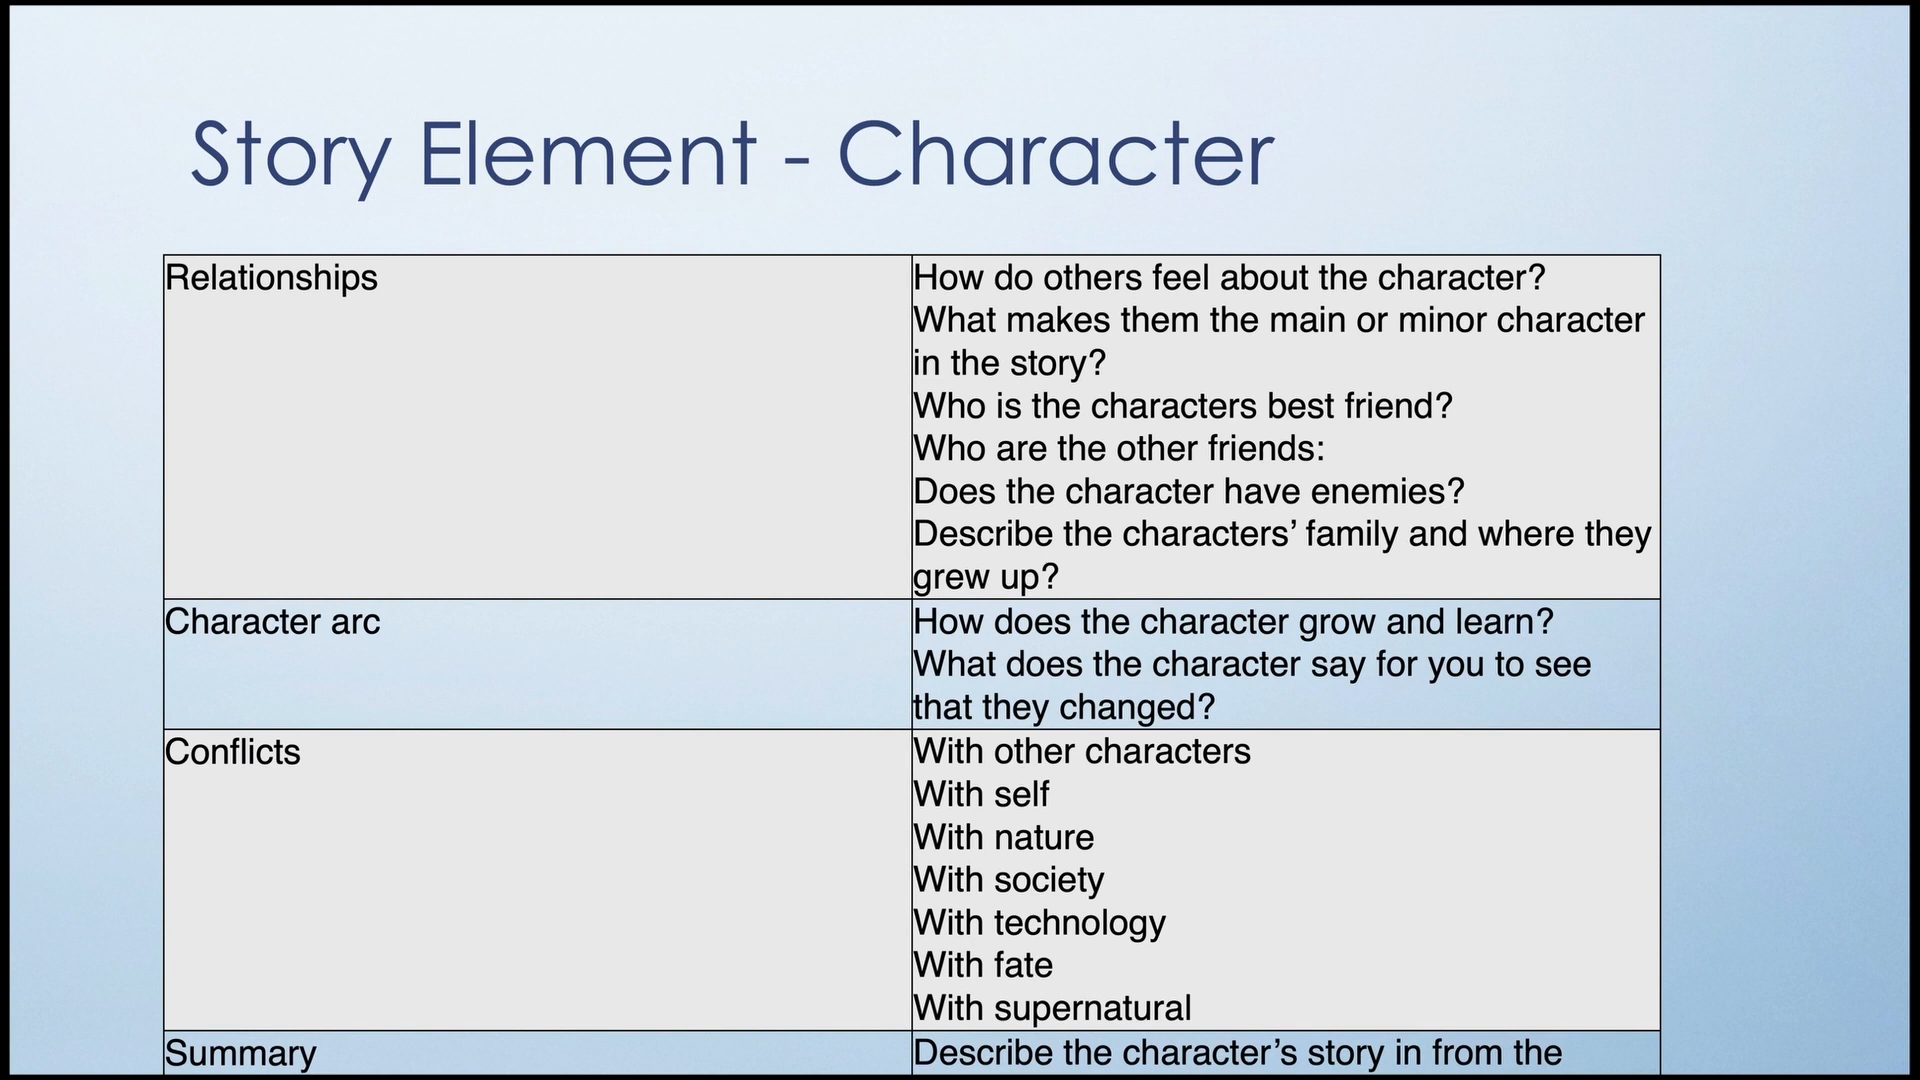 Story Element - Character
Relationships
How do others feel about the character?
What makes them the main or minor character
in the story?
Who is the characters best friend?
Who are the other friends:
Does the character have enemies?
Describe the characters’ family and where they
grew up?
Character arc
How does the character grow and learn?
What does the character say for you to see
that they changed?
Conflicts
With other characters
With self
With nature
With society
With technology
With fate
With supernatural
Summary
Describe the character’s story in from the